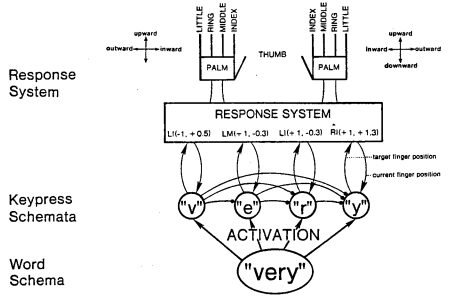 LITTLE RING MIDDLE INDEX
INDEX MIDDLE RING LITTLE
upward
outward inward
THUMB
upward
inward outward
downward
PALM PALM
Response
System
RESPONSE SYSTEM
LI(-1, +0.5) LM(+1, -0.3) LI(+1, -0.3) RI(+1, +1.3)
target finger position
current finger position
Keypress
Schemata
"v" "e" "r" "y"
ACTIVATION
Word
Schema
"very"